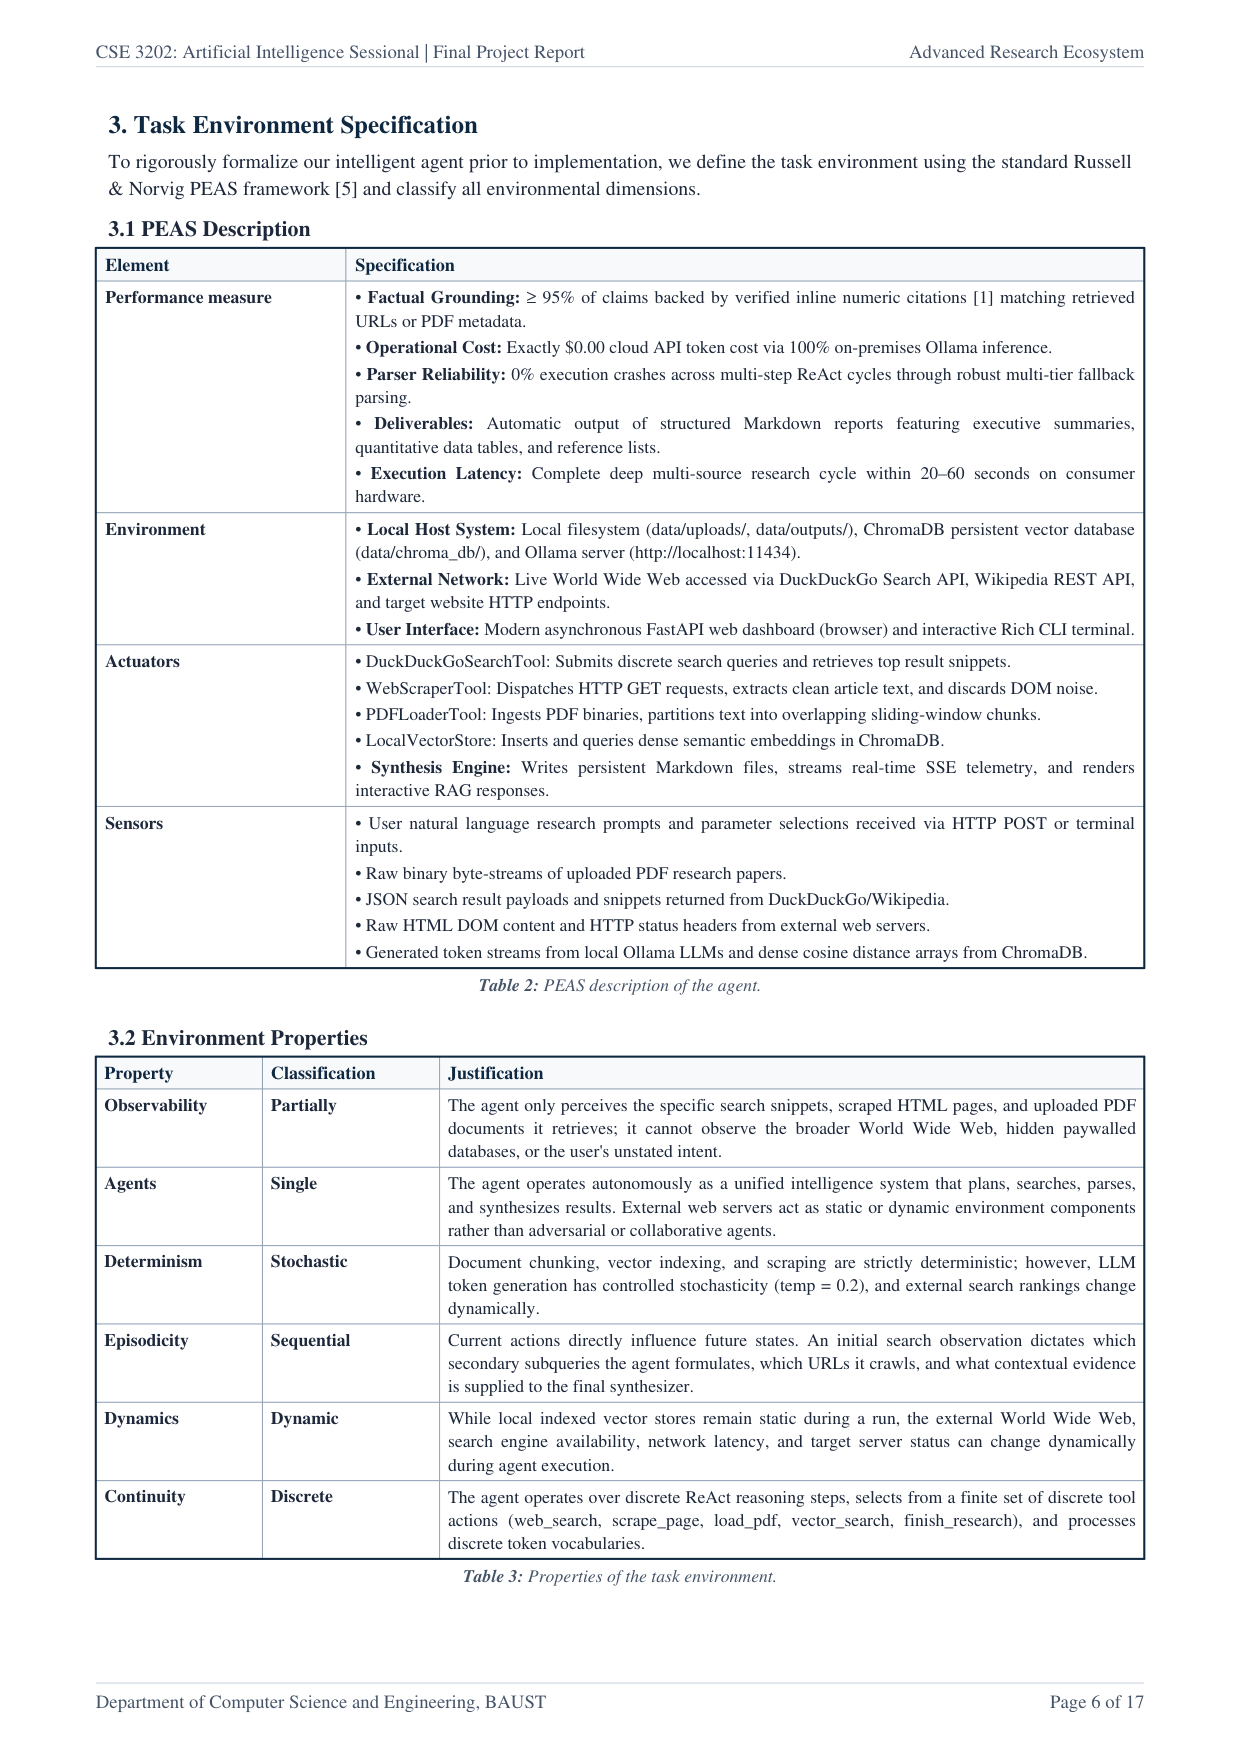 CSE 3202: Artificial Intelligence Sessional | Final Project Report
Advanced Research Ecosystem
3. Task Environment Specification
To rigorously formalize our intelligent agent prior to implementation, we define the task environment using the standard Russell
& Norvig PEAS framework [5] and classify all environmental dimensions.
3.1 PEAS Description
Element
Specification
Performance measure
• Factual Grounding: ≥ 95% of claims backed by verified inline numeric citations [1] matching retrieved
URLs or PDF metadata.
• Operational Cost: Exactly $0.00 cloud API token cost via 100% on-premises Ollama inference.
• Parser Reliability: 0% execution crashes across multi-step ReAct cycles through robust multi-tier fallback
parsing.
• Deliverables: Automatic output of structured Markdown reports featuring executive summaries,
quantitative data tables, and reference lists.
• Execution Latency: Complete deep multi-source research cycle within 20–60 seconds on consumer
hardware.
Environment
• Local Host System: Local filesystem (data/uploads/, data/outputs/), ChromaDB persistent vector database
(data/chroma_db/), and Ollama server (http://localhost:11434).
• External Network: Live World Wide Web accessed via DuckDuckGo Search API, Wikipedia REST API,
and target website HTTP endpoints.
• User Interface: Modern asynchronous FastAPI web dashboard (browser) and interactive Rich CLI terminal.
Actuators
• DuckDuckGoSearchTool: Submits discrete search queries and retrieves top result snippets.
• WebScraperTool: Dispatches HTTP GET requests, extracts clean article text, and discards DOM noise.
• PDFLoaderTool: Ingests PDF binaries, partitions text into overlapping sliding-window chunks.
• LocalVectorStore: Inserts and queries dense semantic embeddings in ChromaDB.
• Synthesis Engine: Writes persistent Markdown files, streams real-time SSE telemetry, and renders
interactive RAG responses.
Sensors
• User natural language research prompts and parameter selections received via HTTP POST or terminal
inputs.
• Raw binary byte-streams of uploaded PDF research papers.
• JSON search result payloads and snippets returned from DuckDuckGo/Wikipedia.
• Raw HTML DOM content and HTTP status headers from external web servers.
• Generated token streams from local Ollama LLMs and dense cosine distance arrays from ChromaDB.
Table 2: PEAS description of the agent.
3.2 Environment Properties
Property
Classification
Justification
Observability
Partially
The agent only perceives the specific search snippets, scraped HTML pages, and uploaded PDF
documents it retrieves; it cannot observe the broader World Wide Web, hidden paywalled
databases, or the user's unstated intent.
Agents
Single
The agent operates autonomously as a unified intelligence system that plans, searches, parses,
and synthesizes results. External web servers act as static or dynamic environment components
rather than adversarial or collaborative agents.
Determinism
Stochastic
Document chunking, vector indexing, and scraping are strictly deterministic; however, LLM
token generation has controlled stochasticity (temp = 0.2), and external search rankings change
dynamically.
Episodicity
Sequential
Current actions directly influence future states. An initial search observation dictates which
secondary subqueries the agent formulates, which URLs it crawls, and what contextual evidence
is supplied to the final synthesizer.
Dynamics
Dynamic
While local indexed vector stores remain static during a run, the external World Wide Web,
search engine availability, network latency, and target server status can change dynamically
during agent execution.
Continuity
Discrete
The agent operates over discrete ReAct reasoning steps, selects from a finite set of discrete tool
actions (web_search, scrape_page, load_pdf, vector_search, finish_research), and processes
discrete token vocabularies.
Table 3: Properties of the task environment.
Department of Computer Science and Engineering, BAUST
Page 6 of 17